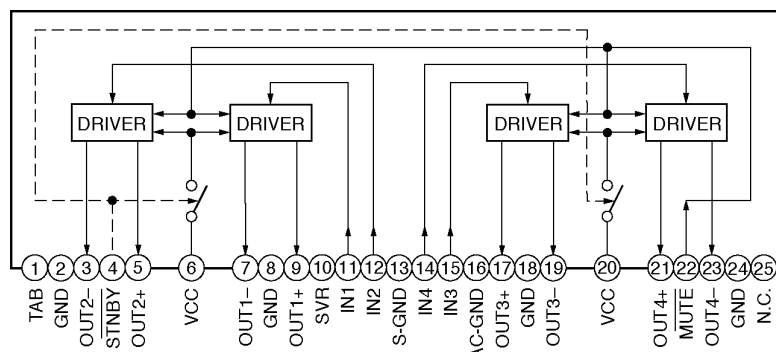 DRIVER DRIVER DRIVER DRIVER
1 2 3 4 5 6 7 8 9 10 11 12 13 14 15 16 17 18 19 20 21 22 23 24 25
TAB
GND
OUT2−
STNBY
OUT2+
VCC
OUT1−
GND
OUT1+
SVR
IN1
IN2
S-GND
IN4
IN3
AC-GND
OUT3+
GND
OUT3−
VCC
OUT4+
MUTE
OUT4−
GND
N.C.